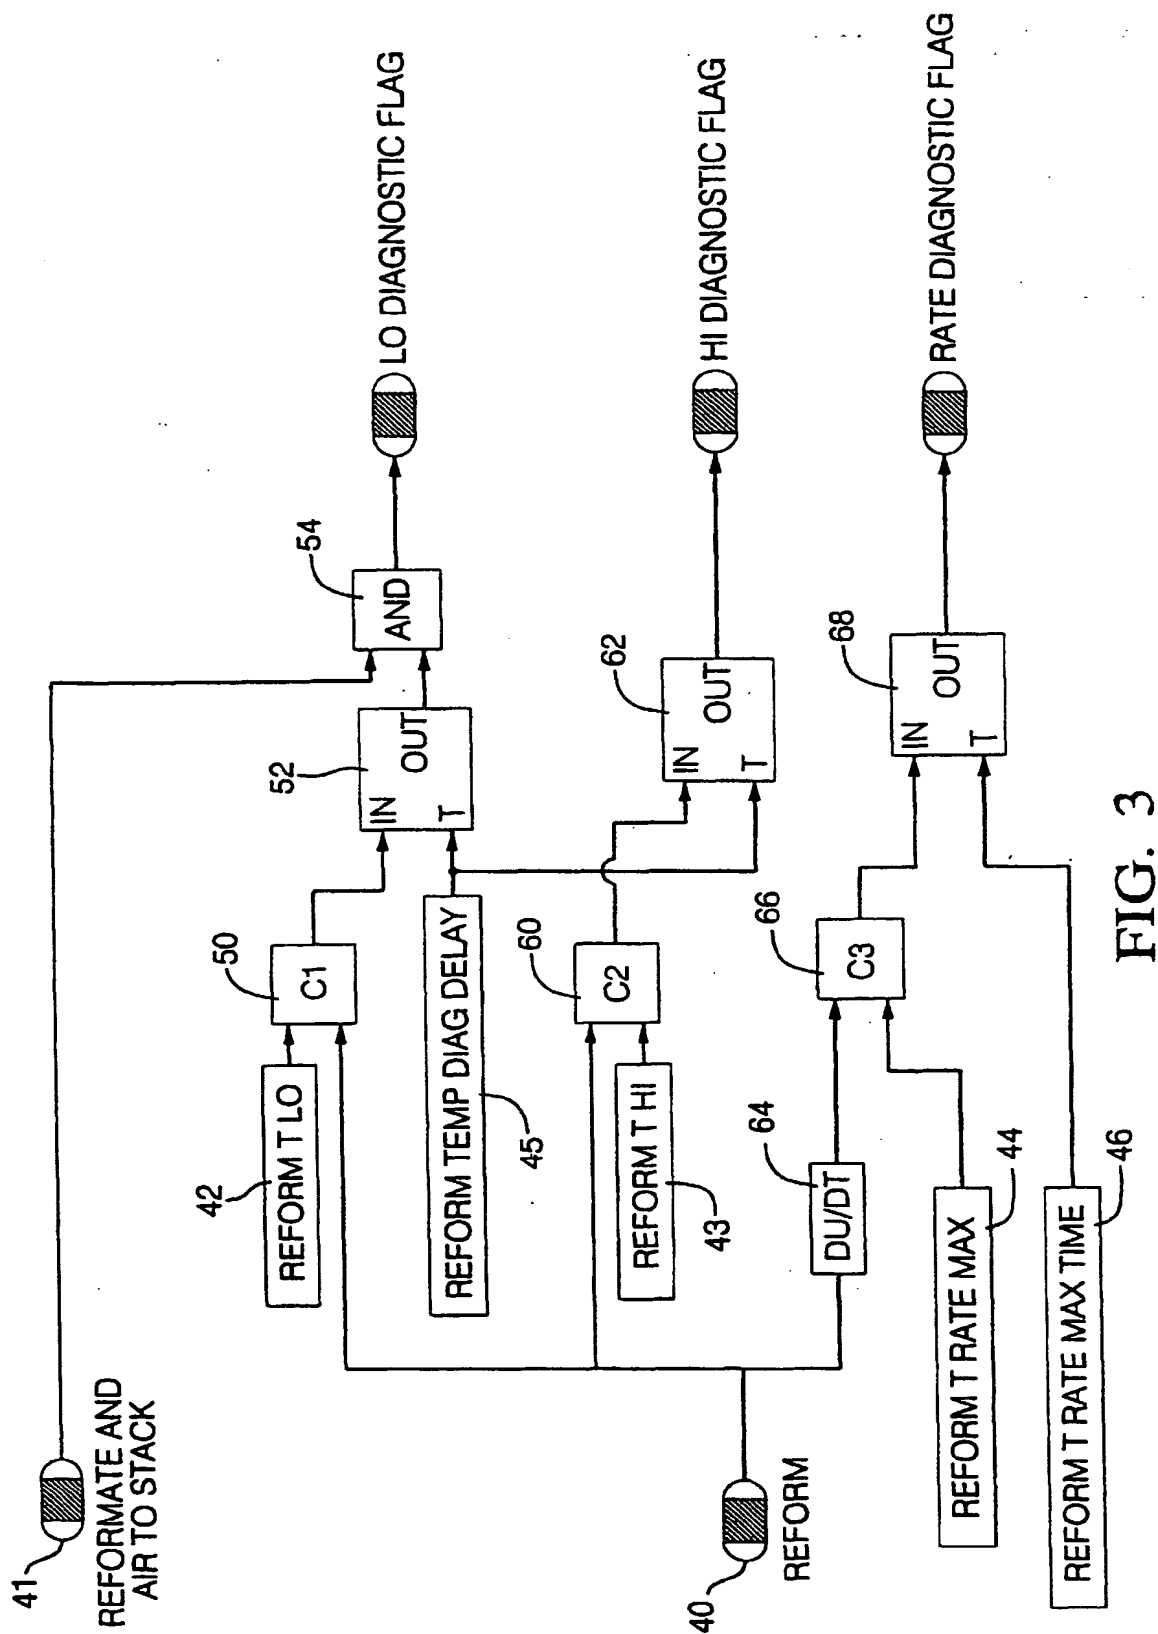 41
REFORMATE AND
AIR TO STACK
LO DIAGNOSTIC FLAG
54
AND
52
IN
OUT
T
50
C1
42
REFORM T LO
REFORM TEMP DIAG DELAY
45
HI DIAGNOSTIC FLAG
62
IN
OUT
T
60
C2
REFORM T HI
43
40
REFORM
RATE DIAGNOSTIC FLAG
68
IN
OUT
T
66
C3
64
DU/DT
REFORM T RATE MAX
44
REFORM T RATE MAX TIME
46
FIG. 3